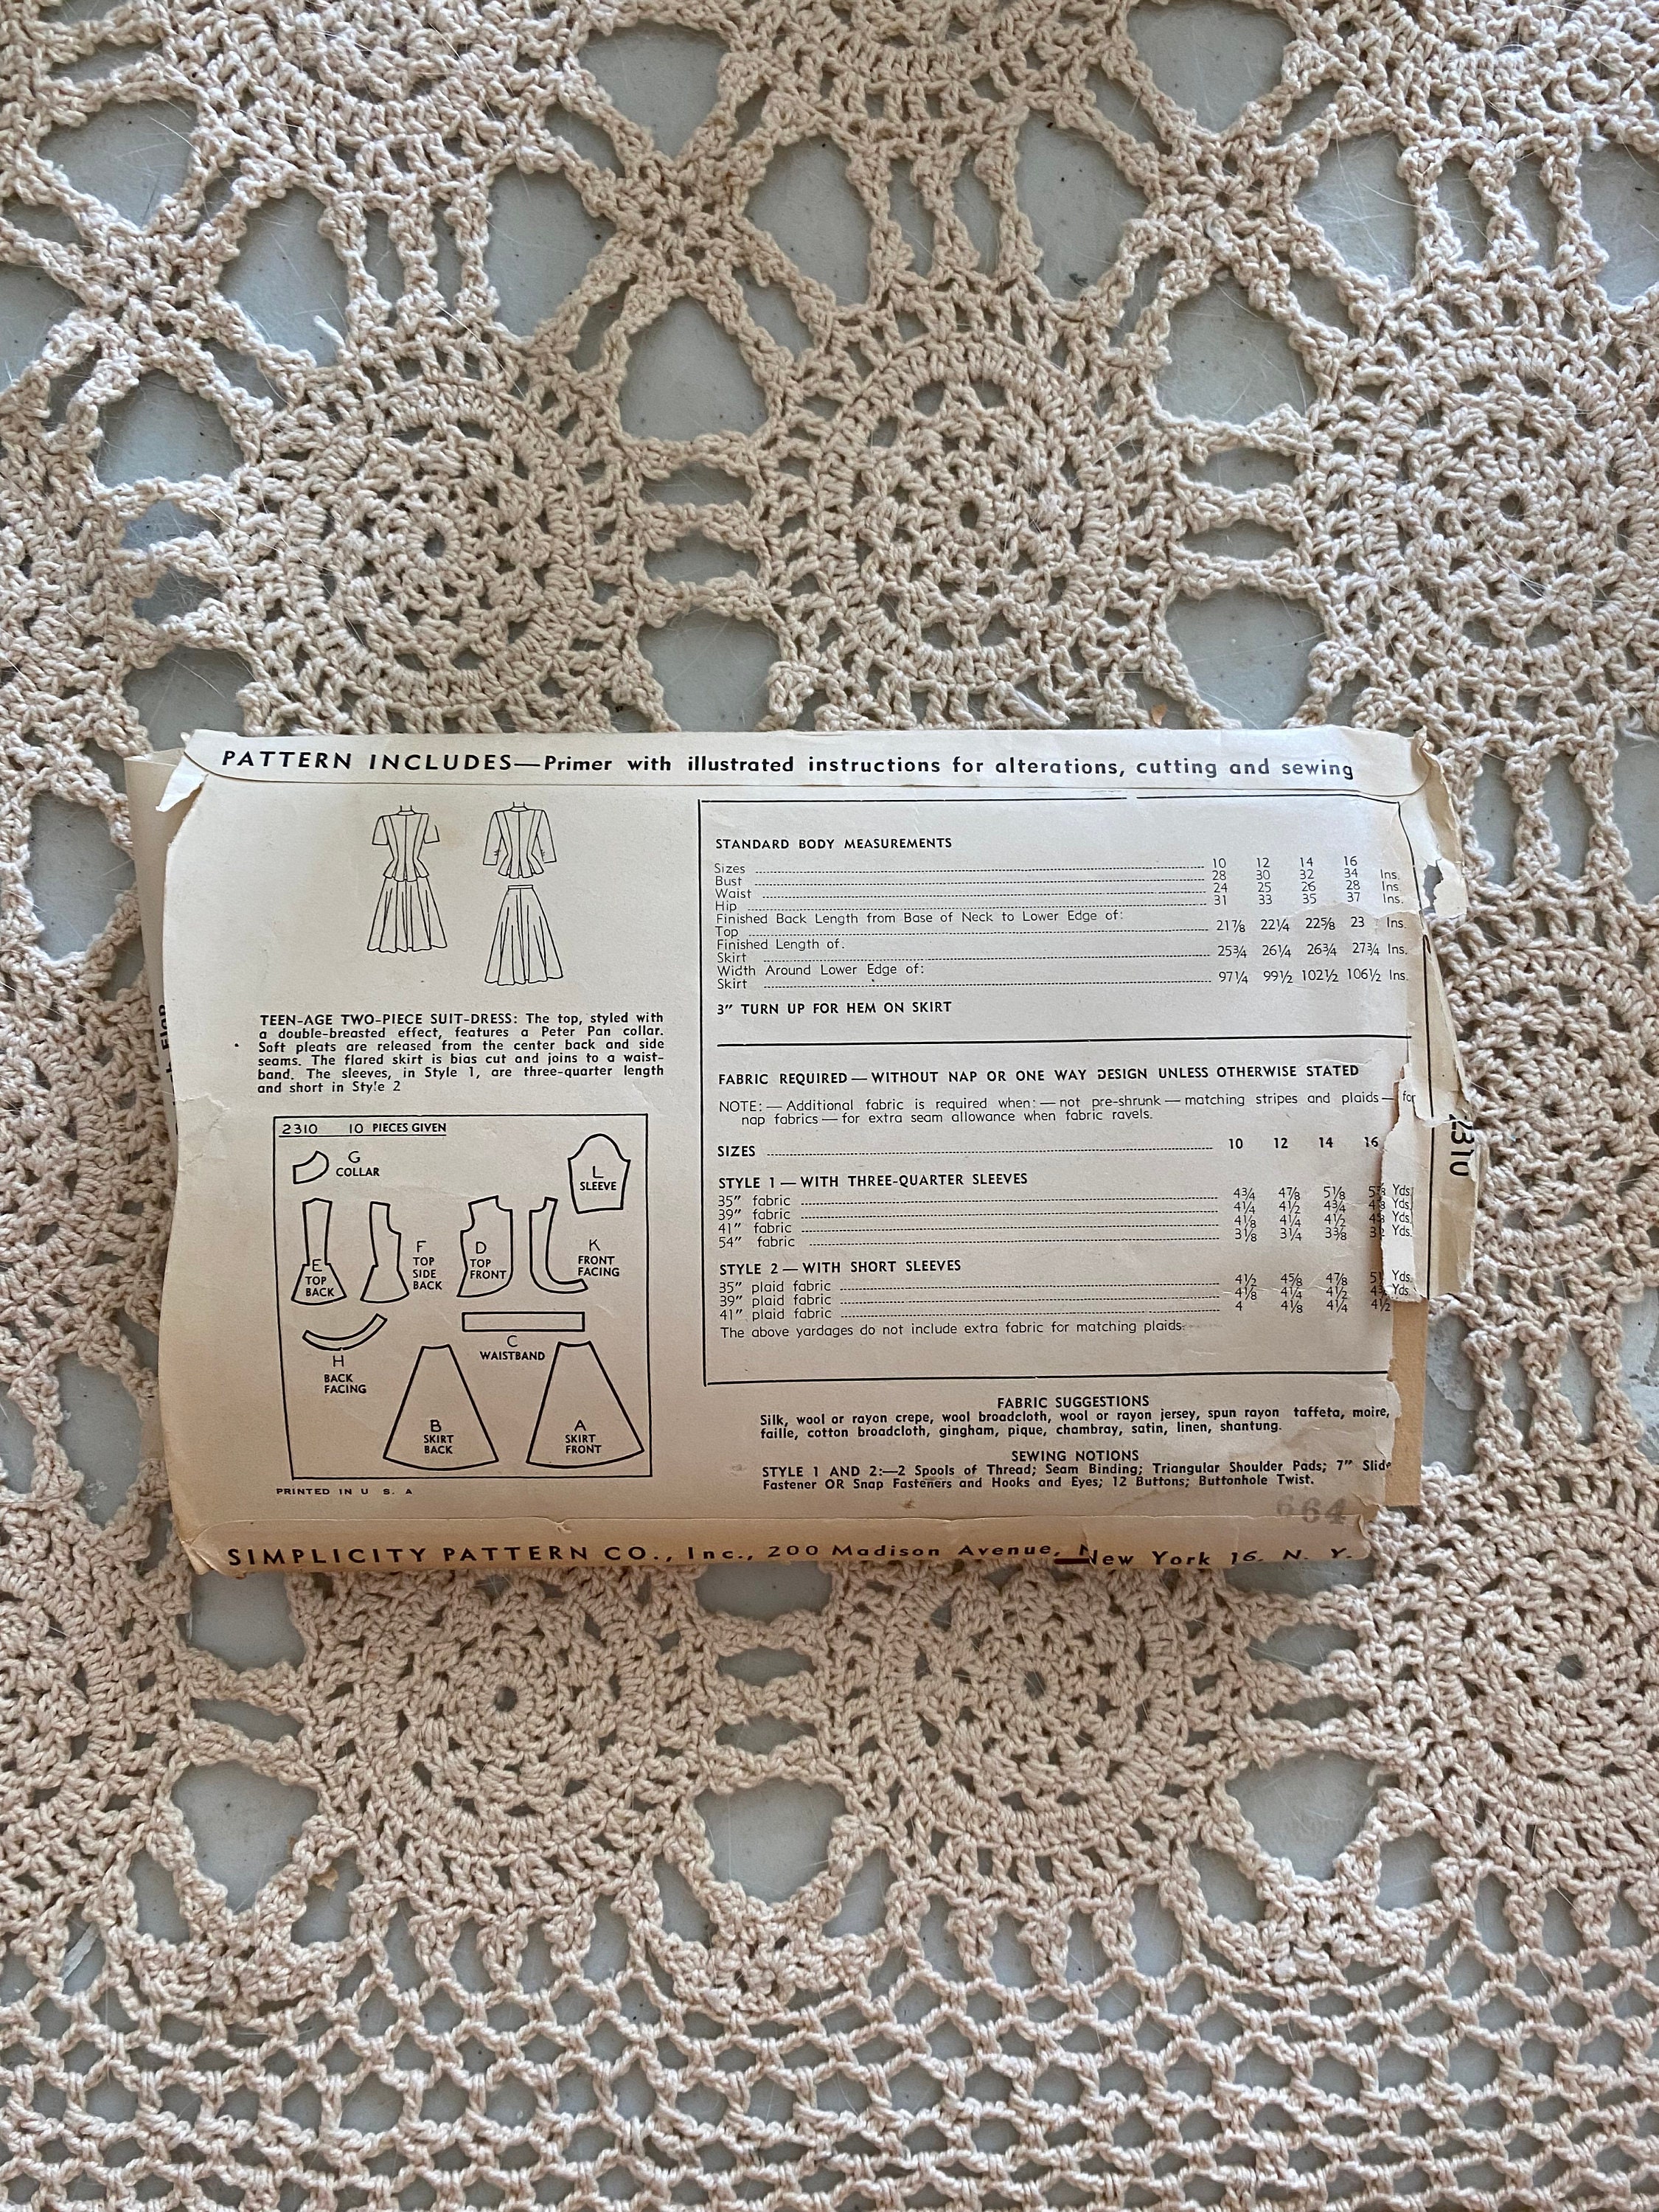 PATTERN INCLUDES—Primer with illustrated instructions for alterations, cutting and sewing
TEEN-AGE TWO-PIECE SUIT-DRESS: The top, styled with
a double-breasted effect, features a Peter Pan collar.
Soft pleats are released from the center back and side
seams. The flared skirt is bias cut and joins to a waist-
band. The sleeves, in Style 1, are three-quarter length
and short in Style 2
2310 10 PIECES GIVEN
G
COLLAR
L
SLEEVE
E
TOP
BACK
F
TOP
SIDE
BACK
D
TOP
FRONT
K
FRONT
FACING
H
BACK
FACING
C
WAISTBAND
B
SKIRT
BACK
A
SKIRT
FRONT
PRINTED IN U. S. A
STANDARD BODY MEASUREMENTS
Sizes 10 12 14 16
Bust 28 30 32 34 Ins.
Waist 24 25 26 28 Ins
Hip 31 33 35 37 Ins.
Finished Back Length from Base of Neck to Lower Edge of:
Top 21⅞ 22¼ 22⅝ 23 Ins.
Finished Length of.
Skirt 25¾ 26¼ 26¾ 27¾ Ins.
Width Around Lower Edge of:
Skirt 97¼ 99½ 102½ 106½ Ins.
3" TURN UP FOR HEM ON SKIRT
FABRIC REQUIRED — WITHOUT NAP OR ONE WAY DESIGN UNLESS OTHERWISE STATED
NOTE: — Additional fabric is required when: — not pre-shrunk — matching stripes and plaids — for
nap fabrics — for extra seam allowance when fabric ravels.
SIZES 10 12 14 16
STYLE 1 — WITH THREE-QUARTER SLEEVES
35" fabric 4¾ 4⅞ 5⅛ Yds.
39" fabric 4¼ 4½ 4¾ Yds.
41" fabric 4⅛ 4¼ 4½ Yds.
54" fabric 3⅛ 3¼ 3⅜ Yds.
STYLE 2 — WITH SHORT SLEEVES
35" plaid fabric 4½ 4⅝ 4⅞ Yds.
39" plaid fabric 4⅛ 4¼ 4½ Yds.
41" plaid fabric 4 4⅛ 4¼ 4½
The above yardages do not include extra fabric for matching plaids.
FABRIC SUGGESTIONS
Silk, wool or rayon crepe, wool broadcloth, wool or rayon jersey, spun rayon taffeta, moire,
faille, cotton broadcloth, gingham, pique, chambray, satin, linen, shantung.
SEWING NOTIONS
STYLE 1 AND 2:—2 Spools of Thread; Seam Binding; Triangular Shoulder Pads; 7" Slide
Fastener OR Snap Fasteners and Hooks and Eyes; 12 Buttons; Buttonhole Twist.
664
SIMPLICITY PATTERN CO., Inc., 200 Madison Avenue, New York 16, N. Y.
2310